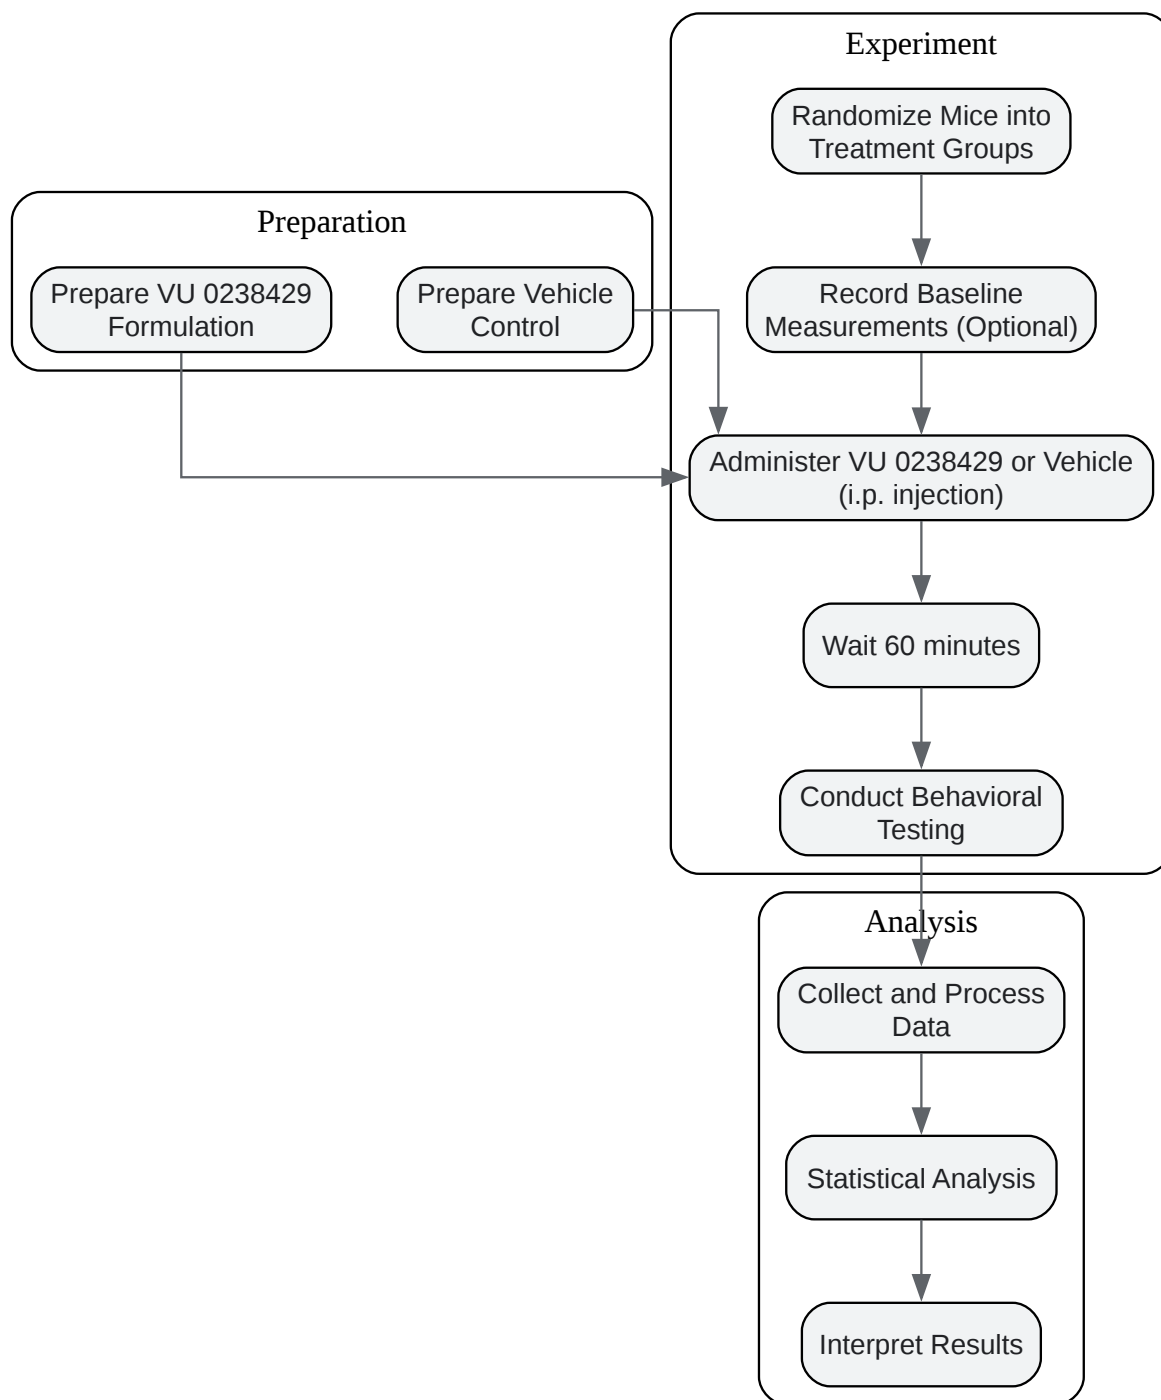 Experiment
Randomize Mice into
Treatment Groups
Preparation
Prepare VU 0238429
Formulation
Prepare Vehicle
Control
Record Baseline
Measurements (Optional)
Administer VU 0238429 or Vehicle
(i.p. injection)
Wait 60 minutes
Conduct Behavioral
Testing
Analysis
Collect and Process
Data
Statistical Analysis
Interpret Results